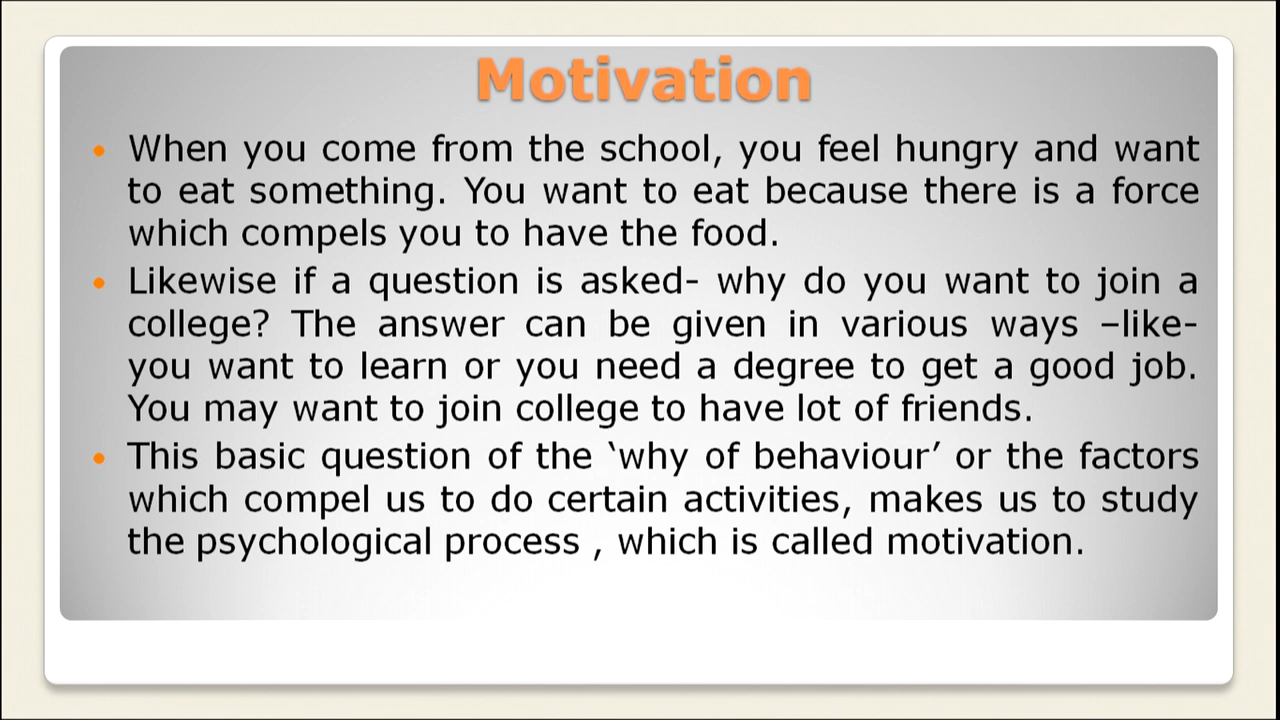 Motivation
• When you come from the school, you feel hungry and want
to eat something. You want to eat because there is a force
which compels you to have the food.
• Likewise if a question is asked- why do you want to join a
college? The answer can be given in various ways –like-
you want to learn or you need a degree to get a good job.
You may want to join college to have lot of friends.
• This basic question of the ‘why of behaviour’ or the factors
which compel us to do certain activities, makes us to study
the psychological process , which is called motivation.